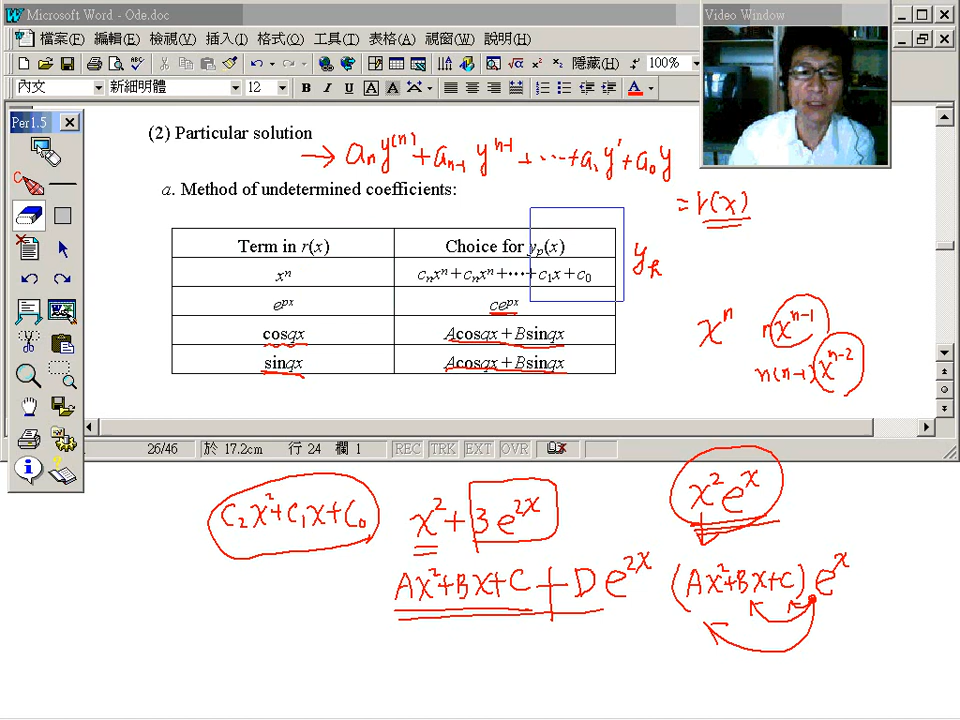 Microsoft Word - Ode.doc
Video Window
檔案(F) 編輯(E) 檢視(V) 插入(I) 格式(O) 工具(T) 表格(A) 視窗(W) 說明(H)
隱藏(H) 100%
內文 新細明體 12 B I U A A A
Per1.5
(2) Particular solution
→ aₙy⁽ⁿ⁾+aₙ₋₁yⁿ⁻¹+⋯+a₁y'+a₀y
= r(x)
a. Method of undetermined coefficients:
Term in r(x) Choice for yₚ(x)
yₕ
xⁿ cₙxⁿ+cₙxⁿ+⋯+c₁x+c₀
eᵖˣ ceᵖˣ
cosqx Acosqx+Bsinqx
sinqx Acosqx+Bsinqx
xⁿ nxⁿ⁻¹
n(n-1)xⁿ⁻²
26/46 於 17.2cm 行 24 欄 1 REC TRK EXT OVR
C₂x²+C₁x+C₀ x²+3e²ˣ x²eˣ
Ax²+Bx+C+De²ˣ (Ax²+Bx+C)eˣ